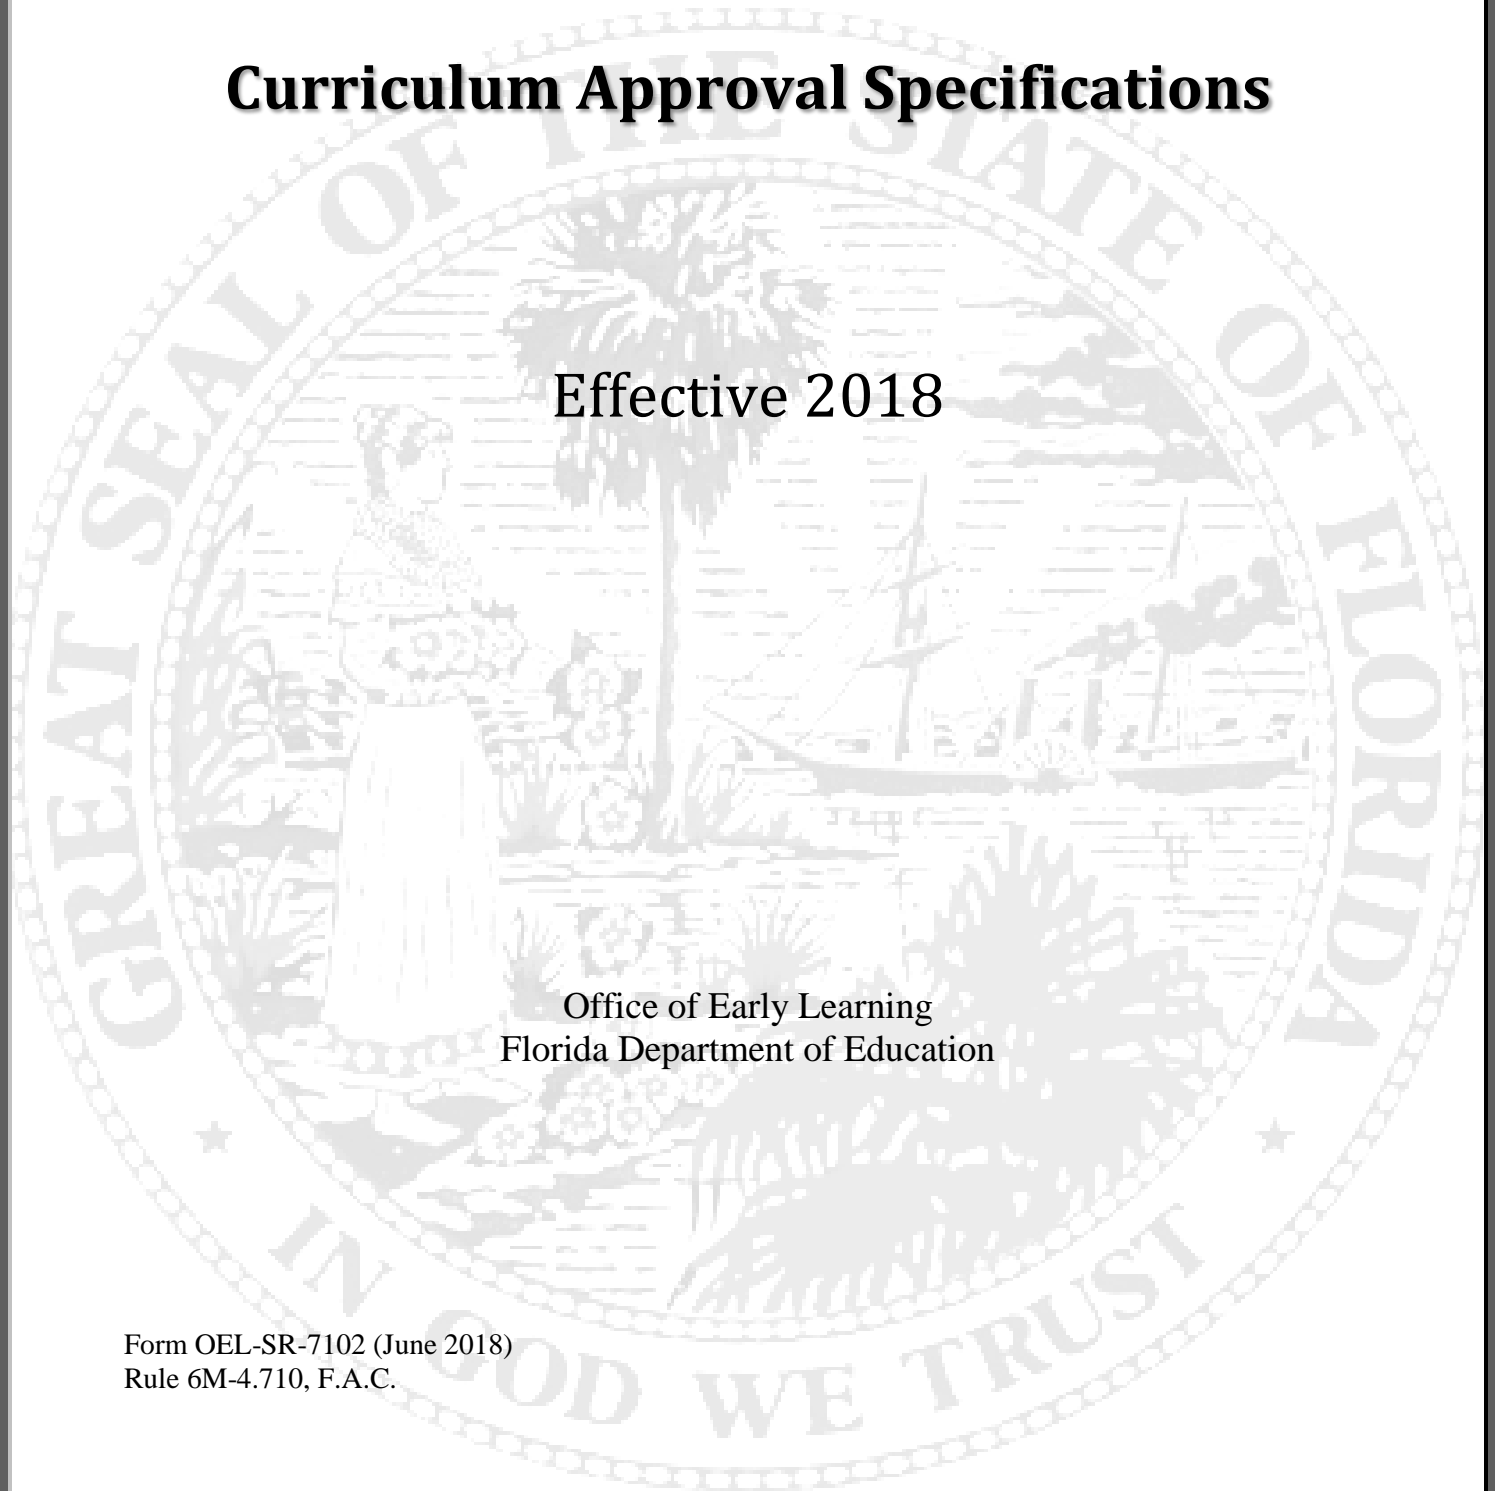 Curriculum Approval Specifications
GREAT SEAL OF THE STATE OF FLORIDA
Effective 2018
Office of Early Learning
Florida Department of Education
IN GOD WE TRUST
Form OEL-SR-7102 (June 2018)
Rule 6M-4.710, F.A.C.